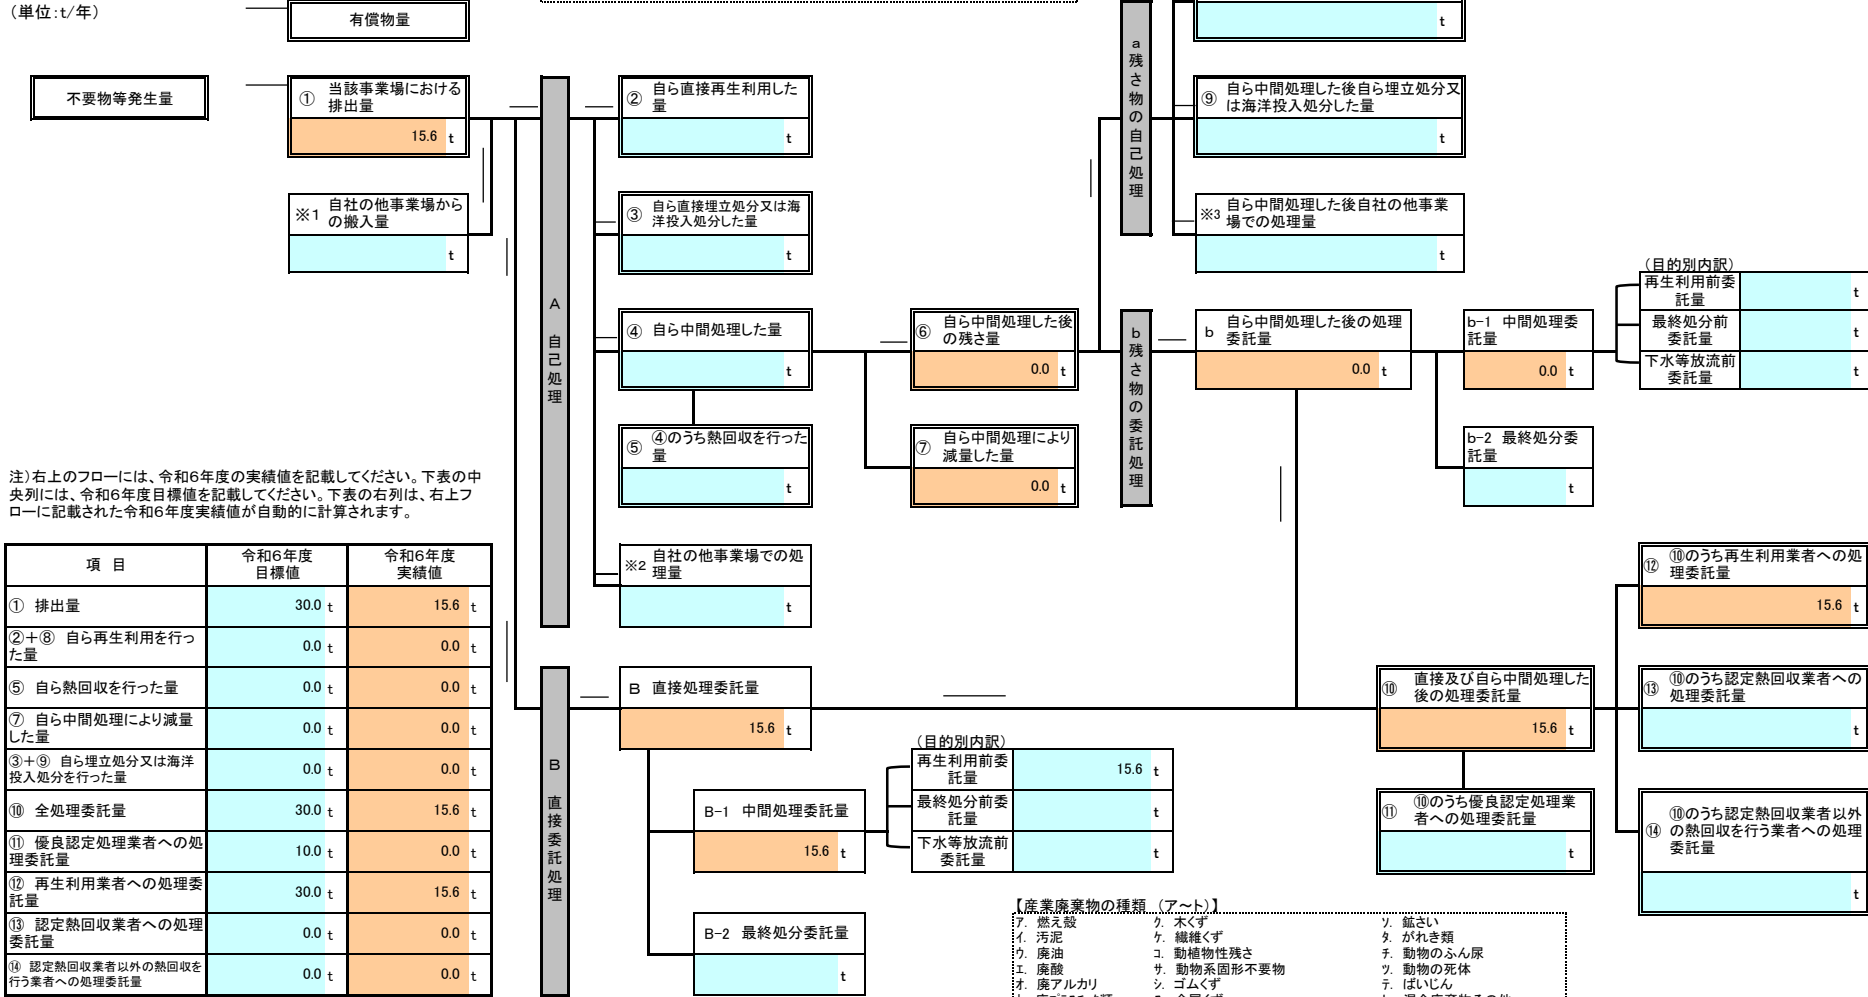 （単位：t/年）
有償物量
t
不要物等発生量
① 当該事業場における
排出量
15.6 t
※1 自社の他事業場から
の搬入量
t
A 自己処理
② 自ら直接再生利用した
量
t
③ 自ら直接埋立処分又は海
洋投入処分した量
t
④ 自ら中間処理した量
t
⑤ ④のうち熱回収を行った
量
t
※2 自社の他事業場での処
理量
t
⑥ 自ら中間処理した後
の残さ量
0.0 t
⑦ 自ら中間処理により
減量した量
0.0 t
a 残さ物の自己処理
⑨ 自ら中間処理した後自ら埋立処分又
は海洋投入処分した量
t
※3 自ら中間処理した後自社の他事業
場での処理量
t
b 残さ物の委託処理
b 自ら中間処理した後の処理
委託量
0.0 t
b-1 中間処理委
託量
0.0 t
b-2 最終処分委
託量
t
（目的別内訳）
再生利用前委
託量
t
最終処分前
委託量
t
下水等放流前
委託量
t
注）右上のフローには、令和6年度の実績値を記載してください。下表の中
央列には、令和6年度目標値を記載してください。下表の右列は、右上フ
ローに記載された令和6年度実績値が自動的に計算されます。
項 目 令和6年度
目標値 令和6年度
実績値
① 排出量 30.0 t 15.6 t
②＋⑧ 自ら再生利用を行っ
た量 0.0 t 0.0 t
⑤ 自ら熱回収を行った量 0.0 t 0.0 t
⑦ 自ら中間処理により減量
した量 0.0 t 0.0 t
③＋⑨ 自ら埋立処分又は海洋
投入処分を行った量 0.0 t 0.0 t
⑩ 全処理委託量 30.0 t 15.6 t
⑪ 優良認定処理業者への処
理委託量 10.0 t 0.0 t
⑫ 再生利用業者への処理委
託量 30.0 t 15.6 t
⑬ 認定熱回収業者への処理
委託量 0.0 t 0.0 t
⑭ 認定熱回収業者以外の熱回収を
行う業者への処理委託量 0.0 t 0.0 t
B 直接委託処理
B 直接処理委託量
15.6 t
B-1 中間処理委託量
15.6 t
B-2 最終処分委託量
t
（目的別内訳）
再生利用前委
託量
15.6 t
最終処分前委
託量
t
下水等放流前
委託量
t
⑩ 直接及び自ら中間処理した
後の処理委託量
15.6 t
⑪ ⑩のうち優良認定処理業
者への処理委託量
t
⑫ ⑩のうち再生利用業者への処
理委託量
15.6 t
⑬ ⑩のうち認定熱回収業者への
処理委託量
t
⑭ ⑩のうち認定熱回収業者以外
の熱回収を行う業者への処理
委託量
t
【産業廃棄物の種類 （ア～ト）】
ア. 燃え殻 ク. 木くず ソ. 鉱さい
イ. 汚泥 ケ. 繊維くず タ. がれき類
ウ. 廃油 コ. 動植物性残さ チ. 動物のふん尿
エ. 廃酸 サ. 動物系固形不要物 ツ. 動物の死体
オ. 廃アルカリ シ. ゴムくず テ. ばいじん